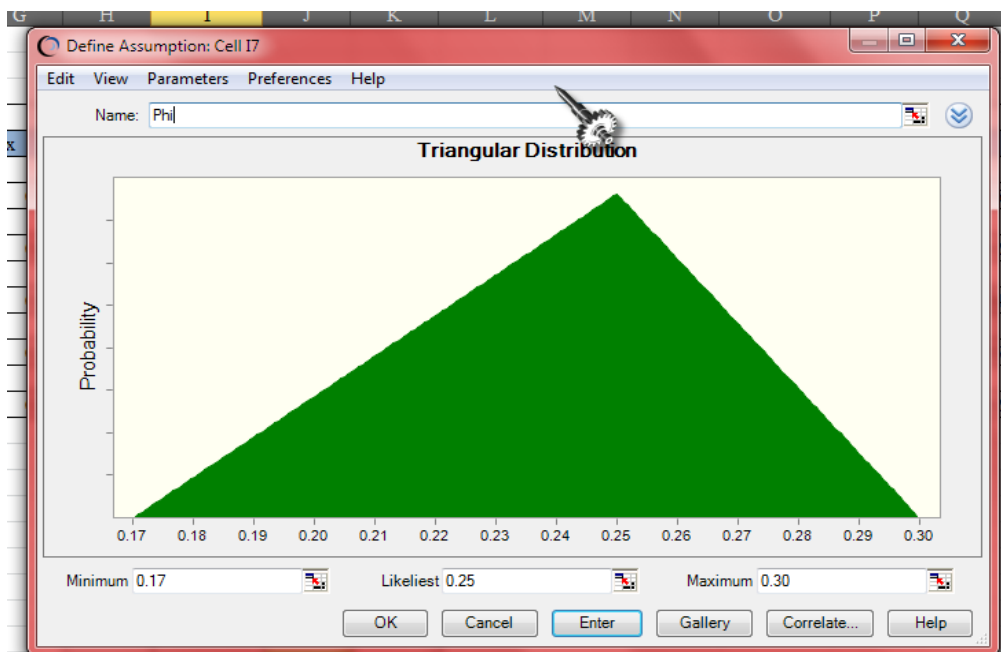 G H I J K L M N O P Q
Define Assumption: Cell I7
Edit View Parameters Preferences Help
Name: Phi
x
Triangular Distribution
Probability
0.17 0.18 0.19 0.20 0.21 0.22 0.23 0.24 0.25 0.26 0.27 0.28 0.29 0.30
Minimum 0.17 Likeliest 0.25 Maximum 0.30
OK Cancel Enter Gallery Correlate... Help